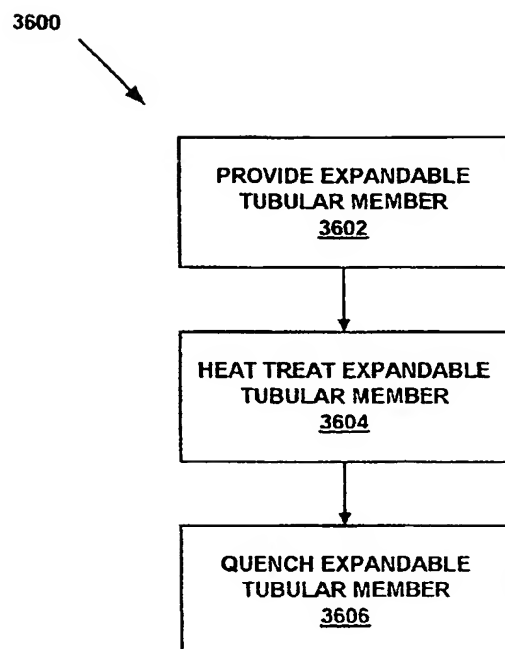 3600
PROVIDE EXPANDABLE
TUBULAR MEMBER
3602
HEAT TREAT EXPANDABLE
TUBULAR MEMBER
3604
QUENCH EXPANDABLE
TUBULAR MEMBER
3606